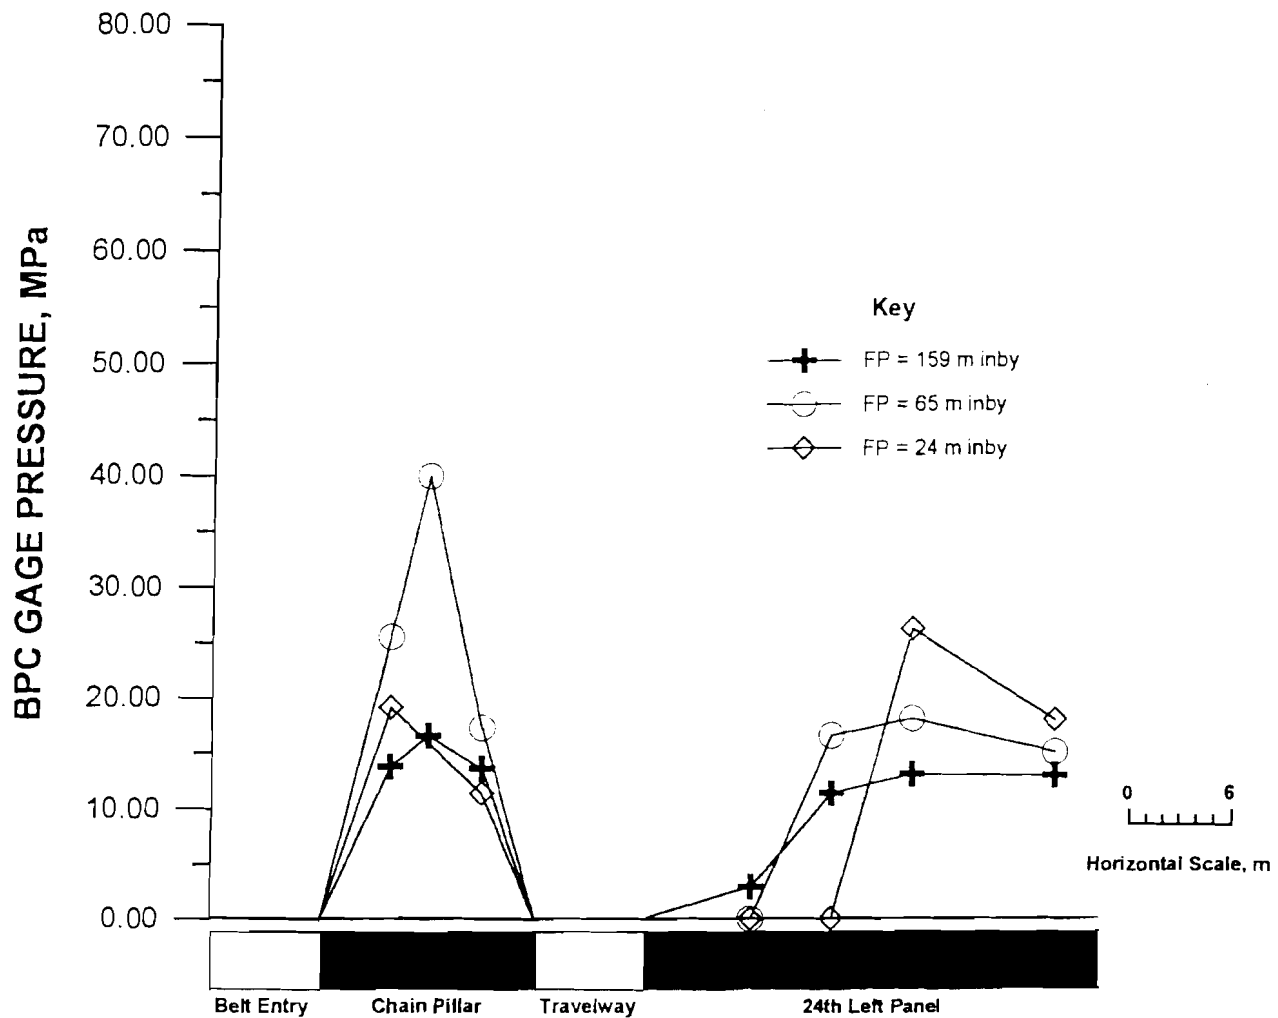 80.00
70.00
60.00
50.00
40.00
30.00
20.00
10.00
0.00
BPC GAGE PRESSURE, MPa
Key
FP = 159 m inby
FP = 65 m inby
FP = 24 m inby
0 6
Horizontal Scale, m
Belt Entry Chain Pillar Travelway 24th Left Panel